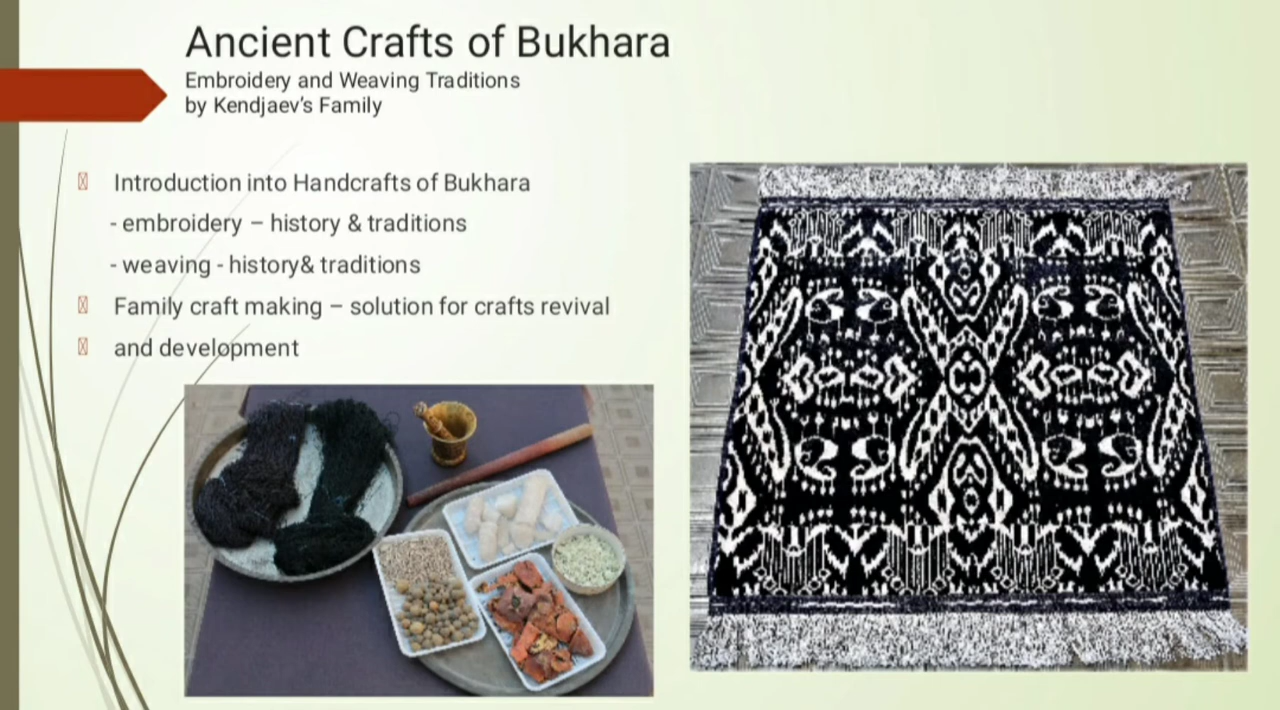 Ancient Crafts of Bukhara
Embroidery and Weaving Traditions
by Kendjaev's Family
Introduction into Handcrafts of Bukhara
- embroidery – history & traditions
- weaving - history& traditions
Family craft making – solution for crafts revival
and development